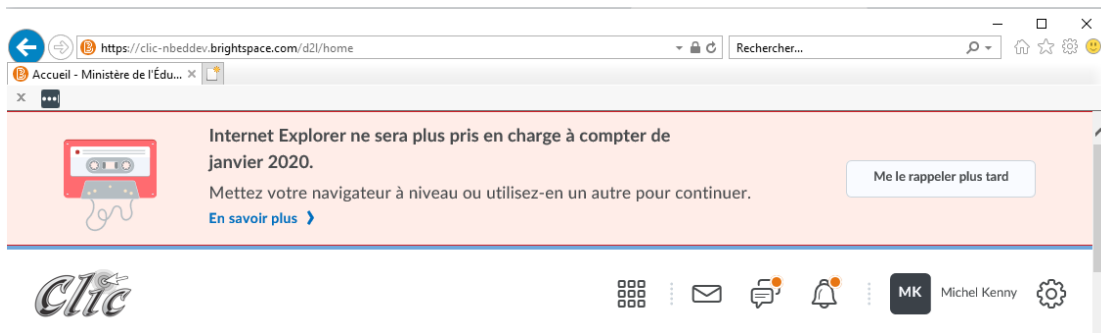 https://clic-nbeddev.brightspace.com/d2l/home
Rechercher...
Accueil - Ministère de l'Édu...
Internet Explorer ne sera plus pris en charge à compter de
janvier 2020.
Mettez votre navigateur à niveau ou utilisez-en un autre pour continuer.
En savoir plus
Me le rappeler plus tard
Clic
MK Michel Kenny